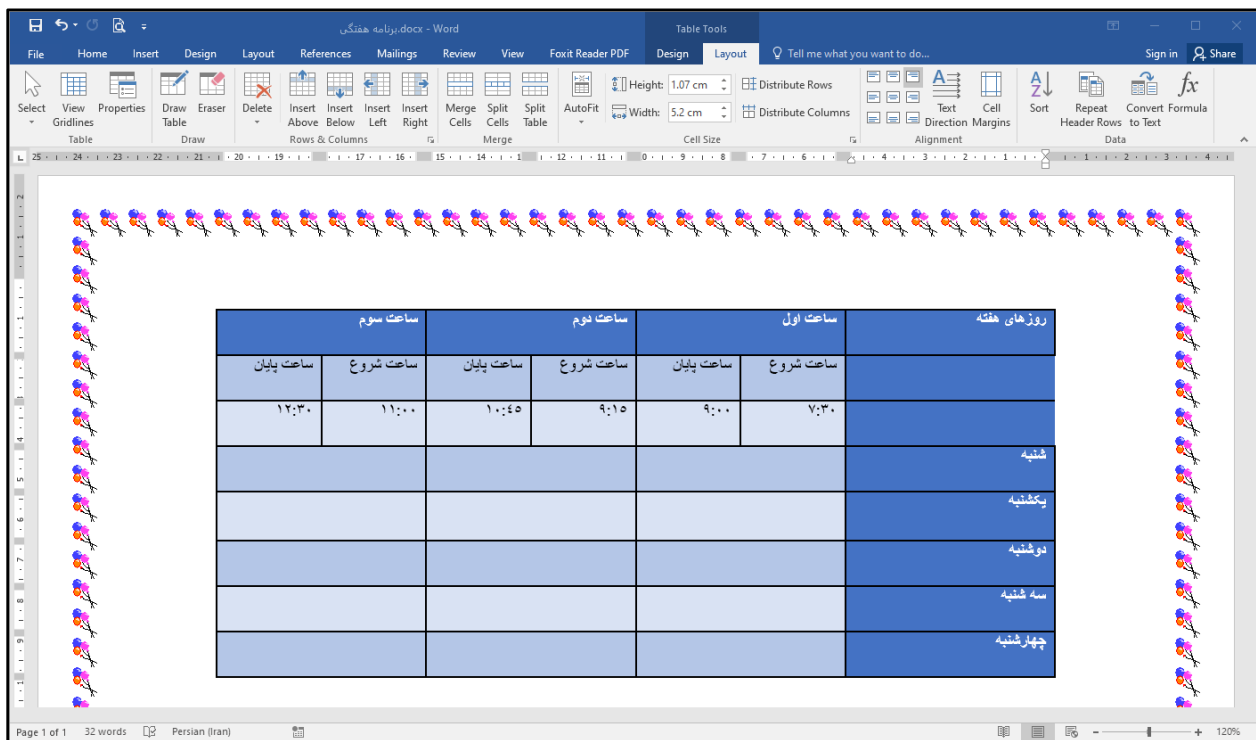 برنامه هفتگی.docx - Word
Table Tools
File Home Insert Design Layout References Mailings Review View Foxit Reader PDF Design Layout Tell me what you want to do... Sign in Share
Select View Gridlines Properties Draw Table Eraser Delete Insert Above Insert Below Insert Left Insert Right Merge Cells Split Cells Split Table AutoFit Height: 1.07 cm Width: 5.2 cm Distribute Rows Distribute Columns Text Direction Cell Margins Sort Repeat Header Rows Convert to Text Formula
Table Draw Rows & Columns Merge Cell Size Alignment Data
روزهای هفته ساعت اول ساعت دوم ساعت سوم
ساعت شروع ساعت پایان ساعت شروع ساعت پایان ساعت شروع ساعت پایان
۷:۳۰ ۹:۰۰ ۹:۱۵ ۱۰:٤۵ ۱۱:۰۰ ۱۲:۳۰
شنبه
یکشنبه
دوشنبه
سه شنبه
چهارشنبه
Page 1 of 1 32 words Persian (Iran) 120%